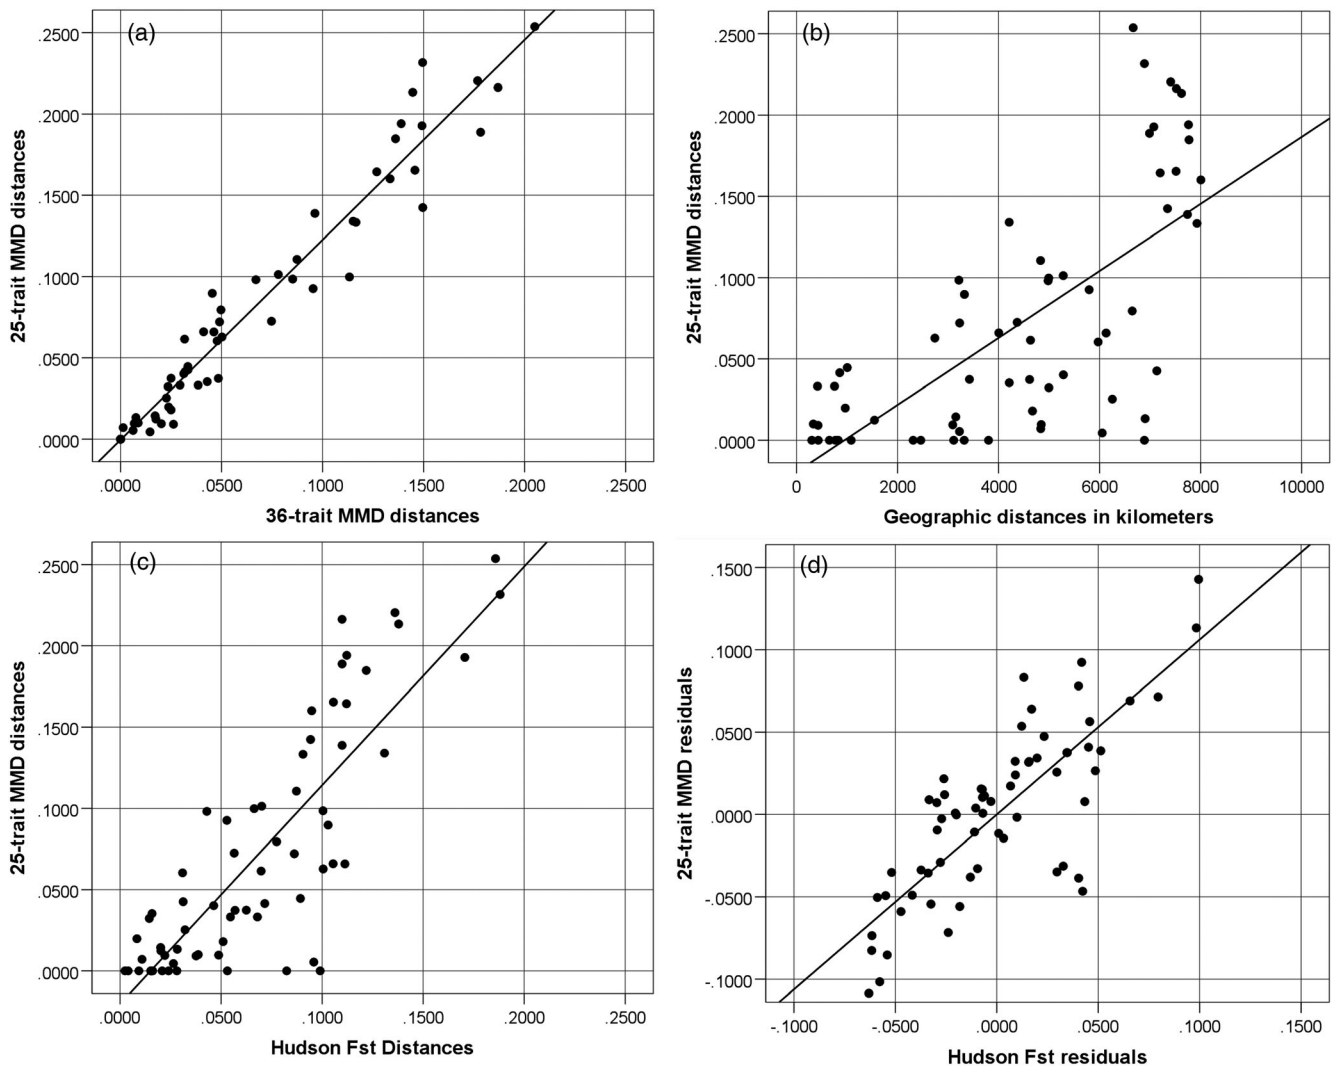 (a)
25-trait MMD distances
.2500
.2000
.1500
.1000
.0500
.0000
.0000 .0500 .1000 .1500 .2000 .2500
36-trait MMD distances
(b)
25-trait MMD distances
.2500
.2000
.1500
.1000
.0500
.0000
0 2000 4000 6000 8000 10000
Geographic distances in kilometers
(c)
25-trait MMD distances
.2500
.2000
.1500
.1000
.0500
.0000
.0000 .0500 .1000 .1500 .2000 .2500
Hudson Fst Distances
(d)
25-trait MMD residuals
.1500
.1000
.0500
.0000
-.0500
-.1000
-.1000 -.0500 .0000 .0500 .1000 .1500
Hudson Fst residuals